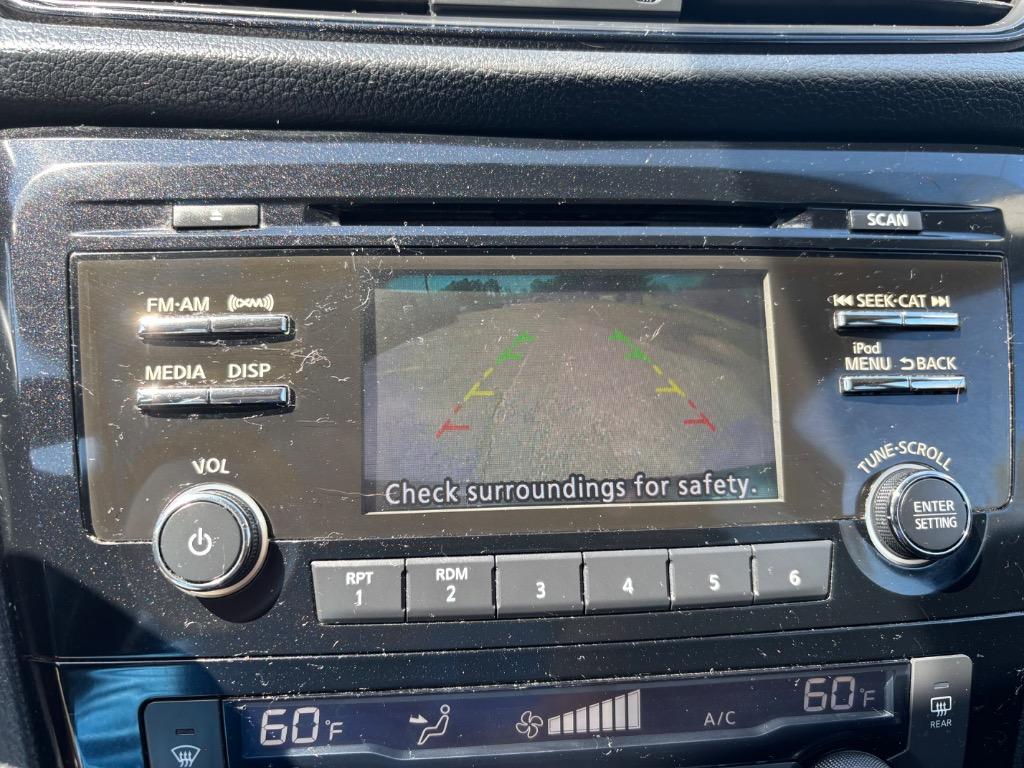 SCAN
FM·AM
((XM))
SEEK·CAT
MEDIA
DISP
iPod
MENU
BACK
VOL
TUNE·SCROLL
ENTER
SETTING
Check surroundings for safety.
RPT
1
RDM
2
3
4
5
6
60°F
A/C
60°F
REAR